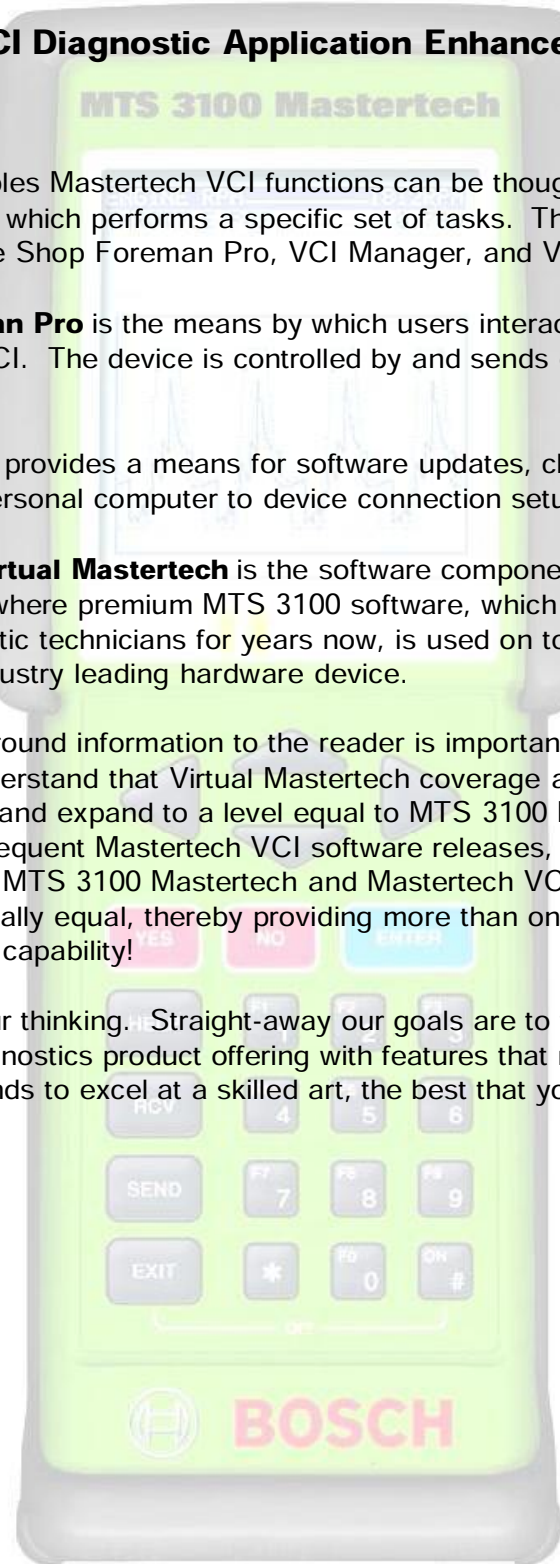 CI Diagnostic Application Enhance
MTS 3100 Mastertech
ENGINE RPM
bles Mastertech VCI functions can be thoug
which performs a specific set of tasks. Th
e Shop Foreman Pro, VCI Manager, and V
n Pro is the means by which users interac
CI. The device is controlled by and sends
provides a means for software updates, cl
ersonal computer to device connection setu
rtual Mastertech is the software compone
where premium MTS 3100 software, which
tic technicians for years now, is used on to
ustry leading hardware device.
round information to the reader is importan
erstand that Virtual Mastertech coverage a
and expand to a level equal to MTS 3100
equent Mastertech VCI software releases,
MTS 3100 Mastertech and Mastertech VC
ally equal, thereby providing more than on
YES NO ENTER
capability!
ur thinking. Straight-away our goals are to
nostics product offering with features that
nds to excel at a skilled art, the best that yo
RCV 4 5 6
SEND F7 7 F8 8 F9 9
EXIT * F0 0 ON #
OFF
BOSCH